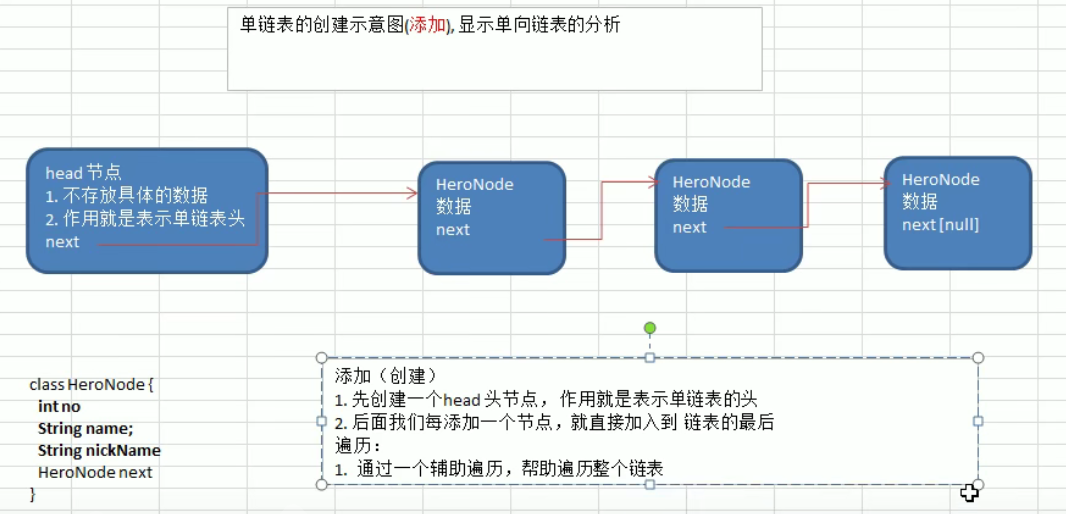 单链表的创建示意图(添加), 显示单向链表的分析
head 节点
1. 不存放具体的数据
2. 作用就是表示单链表头
next
HeroNode
数据
next
HeroNode
数据
next
HeroNode
数据
next [null]
class HeroNode {
int no
String name;
String nickName
HeroNode next
}
添加（创建）
1. 先创建一个head 头节点，作用就是表示单链表的头
2. 后面我们每添加一个节点，就直接加入到 链表的最后
遍历：
1. 通过一个辅助遍历，帮助遍历整个链表